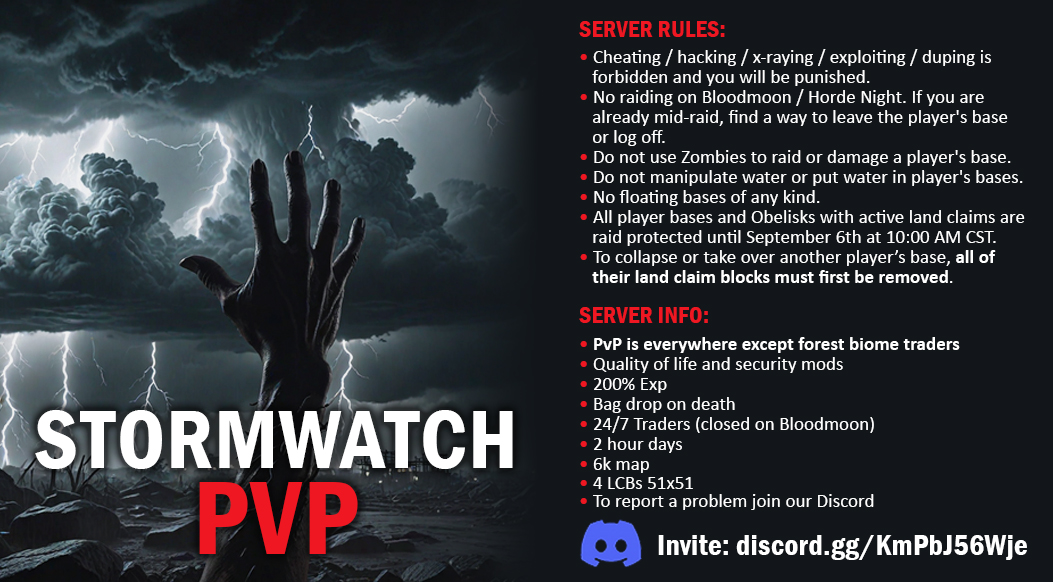 STORMWATCH
PVP
SERVER RULES:
• Cheating / hacking / x-raying / exploiting / duping is
forbidden and you will be punished.
• No raiding on Bloodmoon / Horde Night. If you are
already mid-raid, find a way to leave the player's base
or log off.
• Do not use Zombies to raid or damage a player's base.
• Do not manipulate water or put water in player's bases.
• No floating bases of any kind.
• All player bases and Obelisks with active land claims are
raid protected until September 6th at 10:00 AM CST.
• To collapse or take over another player’s base, all of
their land claim blocks must first be removed.
SERVER INFO:
• PvP is everywhere except forest biome traders
• Quality of life and security mods
• 200% Exp
• Bag drop on death
• 24/7 Traders (closed on Bloodmoon)
• 2 hour days
• 6k map
• 4 LCBs 51x51
• To report a problem join our Discord
Invite: discord.gg/KmPbJ56Wje